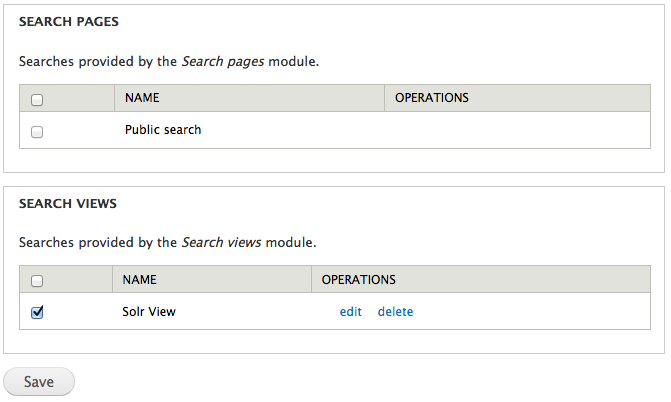 SEARCH PAGES
Searches provided by the Search pages module.
NAME OPERATIONS
Public search
SEARCH VIEWS
Searches provided by the Search views module.
NAME OPERATIONS
Solr View edit delete
Save